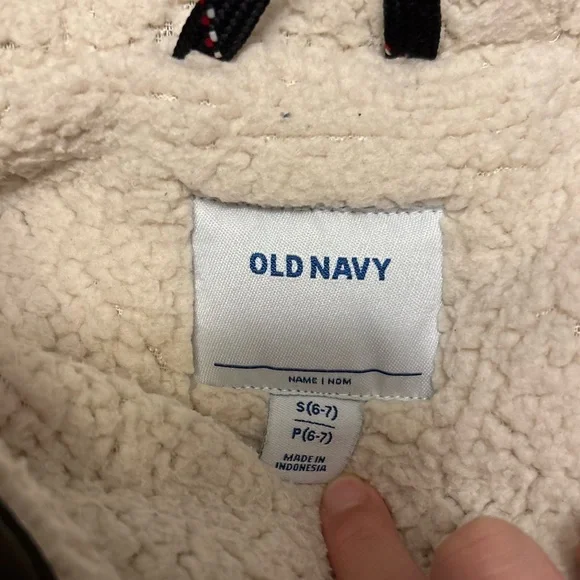 OLD NAVY
NAME | NOM
S(6-7)
P(6-7)
MADE IN
INDONESIA